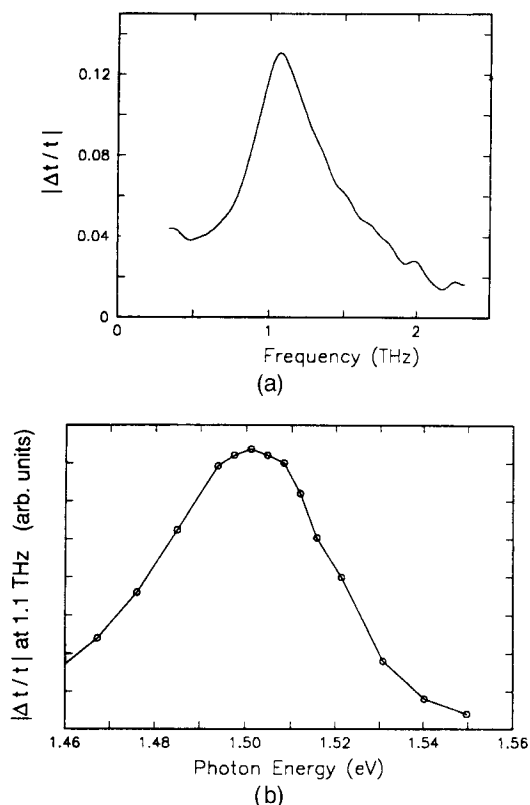 |Δt/t|
0.12
0.08
0.04
0
0 1 2
Frequency (THz)
(a)
|Δt/t| at 1.1 THz (arb. units)
1.46 1.48 1.50 1.52 1.54 1.56
Photon Energy (eV)
(b)